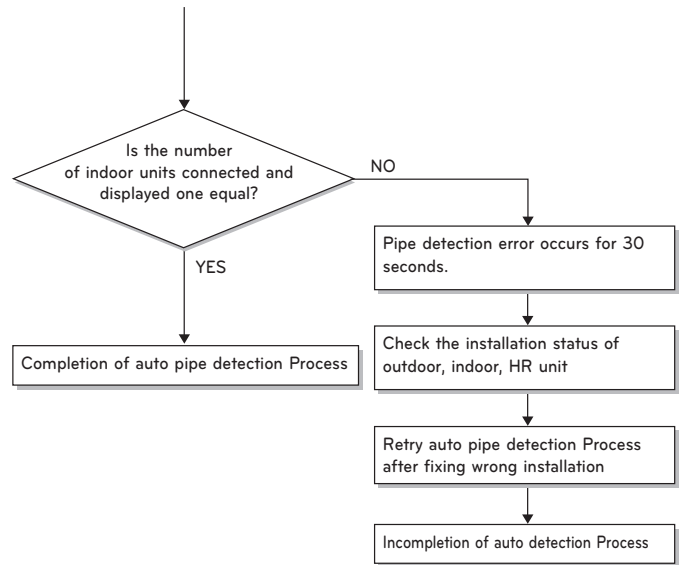 Is the number
of indoor units connected and
displayed one equal?
NO
YES
Pipe detection error occurs for 30
seconds.
Completion of auto pipe detection Process
Check the installation status of
outdoor, indoor, HR unit
Retry auto pipe detection Process
after fixing wrong installation
Incompletion of auto detection Process